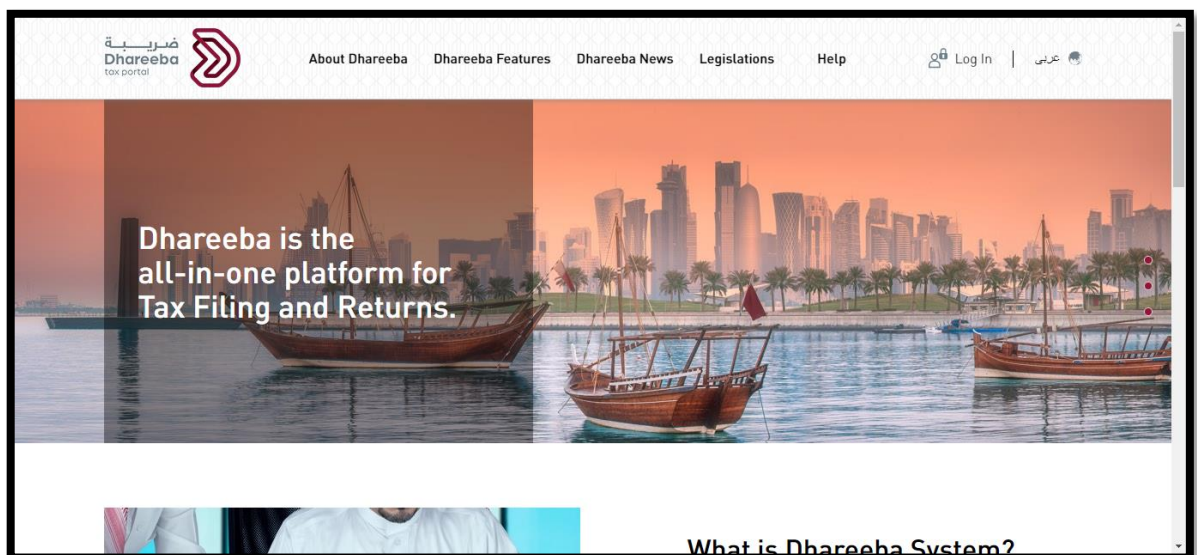 ضريبة
Dhareeba
tax portal
About Dhareeba
Dhareeba Features
Dhareeba News
Legislations
Help
Log In
عربى
Dhareeba is the
all-in-one platform for
Tax Filing and Returns.
What is Dhareeba System?